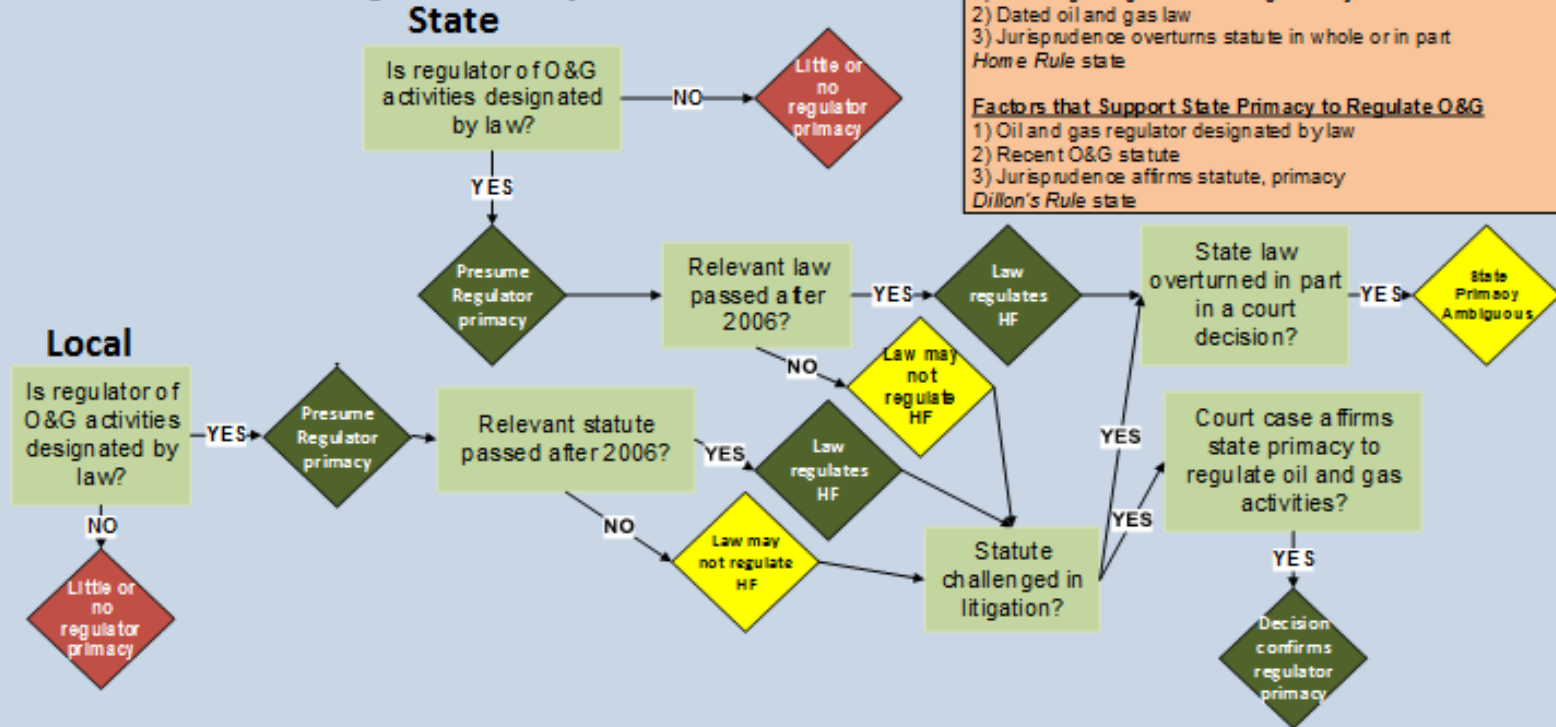 State
2) Dated oil and gas law
3) Jurisprudence overturns statute in whole or in part
Home Rule state
Factors that Support State Primacy to Regulate O&G
1) Oil and gas regulator designated by law
2) Recent O&G statute
3) Jurisprudence affirms statute, primacy
Dillon's Rule state
Is regulator of O&G
activities designated
by law?
NO
Little or
no
regulator
primacy
YES
Presume
Regulator
primacy
Relevant law
passed after
2006?
YES
Law
regulates
HF
State law
overturned in part
in a court
decision?
YES
State
Primacy
Ambiguous
NO
Law may
not
regulate
HF
Local
Is regulator of
O&G activities
designated by
law?
YES
Presume
Regulator
primacy
Relevant statute
passed after 2006?
YES
Law
regulates
HF
NO
Law may
not regulate
HF
Statute
challenged in
litigation?
YES
YES
Court case affirms
state primacy to
regulate oil and gas
activities?
YES
Decision
confirms
regulator
primacy
NO
Little or
no
regulator
primacy